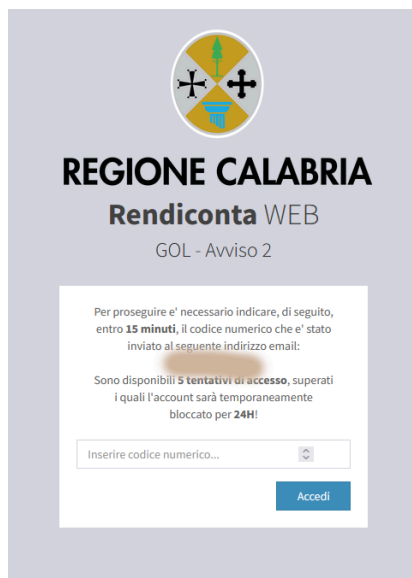 REGIONE CALABRIA
Rendiconta WEB
GOL - Avviso 2
Per proseguire e' necessario indicare, di seguito,
entro 15 minuti, il codice numerico che e' stato
inviato al seguente indirizzo email:
Sono disponibili 5 tentativi di accesso, superati
i quali l'account sarà temporaneamente
bloccato per 24H!
Inserire codice numerico...
Accedi